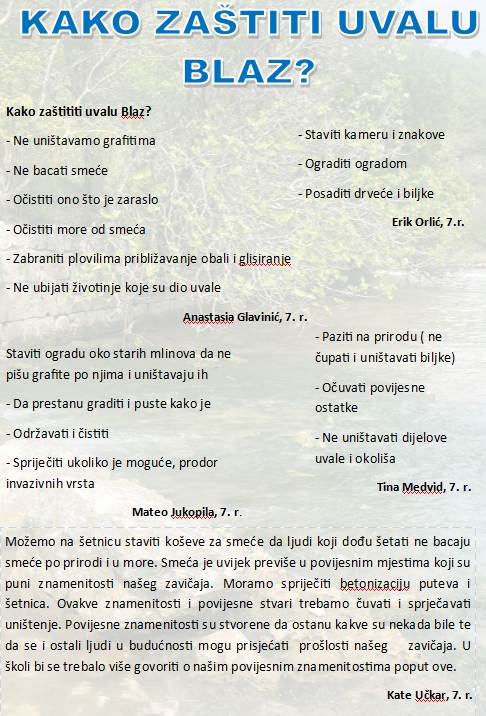 KAKO ZAŠTITI UVALU
BLAZ?
Kako zaštititi uvalu Blaz?
- Ne uništavamo grafitima
- Ne bacati smeće
- Očistiti ono što je zaraslo
- Očistiti more od smeća
- Zabraniti plovilima približavanje obali i glisiranje
- Ne ubijati životinje koje su dio uvale
Anastasia Glavinić, 7. r.
- Staviti kameru i znakove
- Ograditi ogradom
- Posaditi drveće i biljke
Erik Orlić, 7.r.
Staviti ogradu oko starih mlinova da ne
pišu grafite po njima i uništavaju ih
- Da prestanu graditi i puste kako je
- Održavati i čistiti
- Spriječiti ukoliko je moguće, prodor
invazivnih vrsta
Mateo Jukopila, 7. r.
- Paziti na prirodu ( ne
čupati i uništavati biljke)
- Očuvati povijesne
ostatke
- Ne uništavati dijelove
uvale i okoliša
Tina Medvid, 7. r.
Možemo na šetnicu staviti koševe za smeće da ljudi koji dođu šetati ne bacaju
smeće po prirodi i u more. Smeća je uvijek previše u povijesnim mjestima koji su
puni znamenitosti našeg zavičaja. Moramo spriječiti betonizaciju puteva i
šetnica. Ovakve znamenitosti i povijesne stvari trebamo čuvati i sprječavati
uništenje. Povijesne znamenitosti su stvorene da ostanu kakve su nekada bile te
da se i ostali ljudi u budućnosti mogu prisjećati prošlosti našeg zavičaja. U
školi bi se trebalo više govoriti o našim povijesnim znamenitostima poput ove.
Kate Učkar, 7. r.